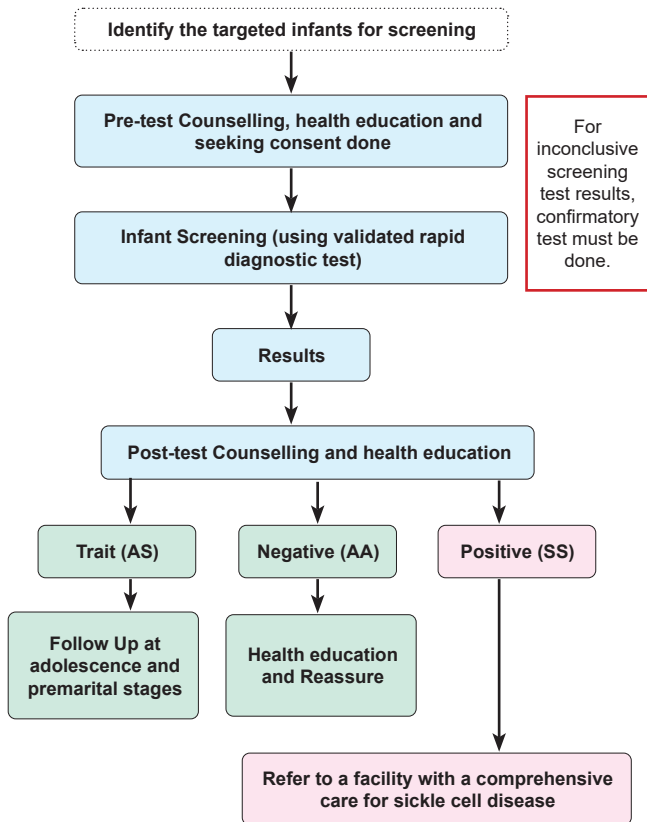 Identify the targeted infants for screening
Pre-test Counselling, health education and
seeking consent done
For
inconclusive
screening
test results,
confirmatory
test must be
done.
Infant Screening (using validated rapid
diagnostic test)
Results
Post-test Counselling and health education
Trait (AS)
Negative (AA)
Positive (SS)
Follow Up at
adolescence and
premarital stages
Health education
and Reassure
Refer to a facility with a comprehensive
care for sickle cell disease